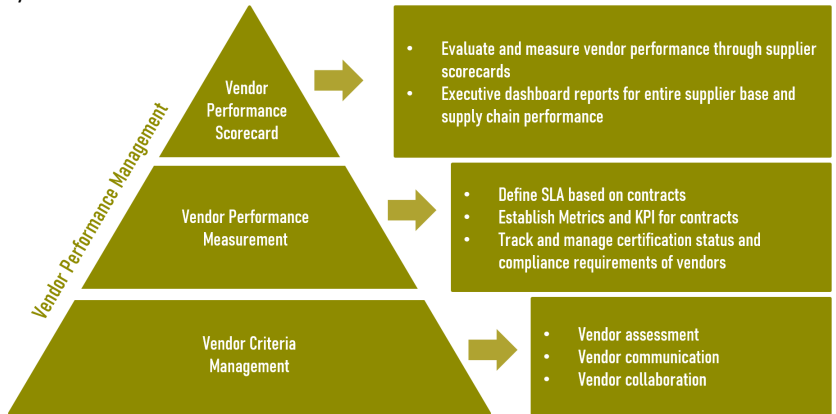 Vendor Performance Management
Vendor
Performance
Scorecard
• Evaluate and measure vendor performance through supplier
scorecards
• Executive dashboard reports for entire supplier base and
supply chain performance
Vendor Performance
Measurement
• Define SLA based on contracts
• Establish Metrics and KPI for contracts
• Track and manage certification status and
compliance requirements of vendors
Vendor Criteria
Management
• Vendor assessment
• Vendor communication
• Vendor collaboration